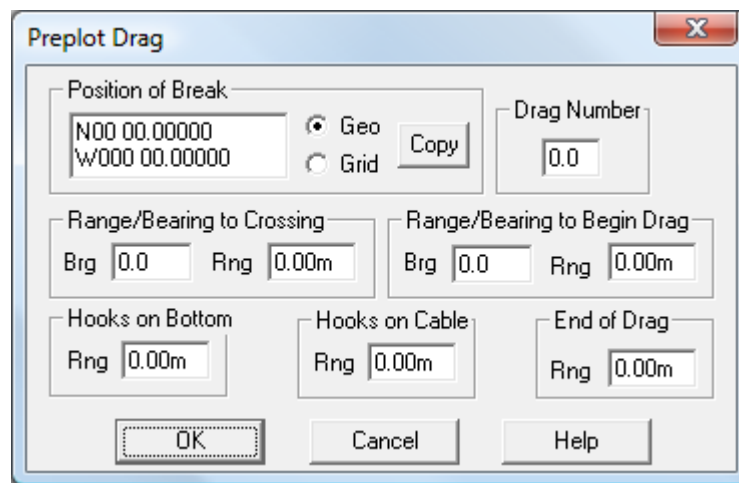 Preplot Drag
Position of Break
N00 00.00000
W000 00.00000
Geo
Grid
Copy
Drag Number
0.0
Range/Bearing to Crossing
Brg 0.0 Rng 0.00m
Range/Bearing to Begin Drag
Brg 0.0 Rng 0.00m
Hooks on Bottom
Rng 0.00m
Hooks on Cable
Rng 0.00m
End of Drag
Rng 0.00m
OK Cancel Help